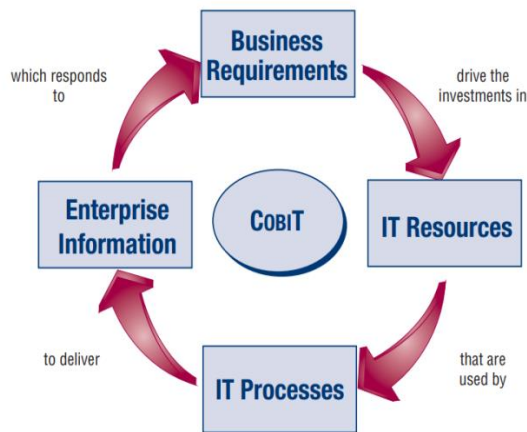 Business
Requirements
which responds
to
drive the
investments in
Enterprise
Information
COBIT
IT Resources
to deliver
IT Processes
that are
used by